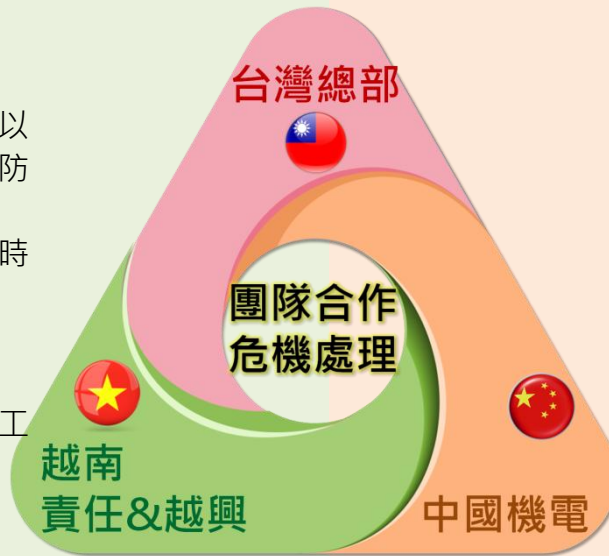 台灣總部
以
防
時
團隊合作
危機處理
工
越南
責任&越興
中國機電